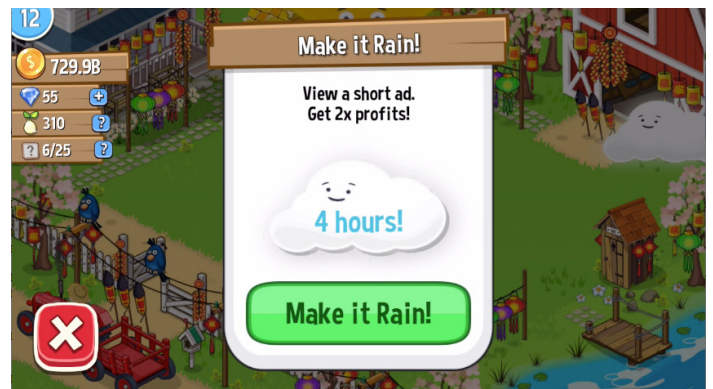 12
Make it Rain!
$ 729.9B
View a short ad.
Get 2x profits!
55 +
310 ?
? 6/25 ?
4 hours!
Make it Rain!